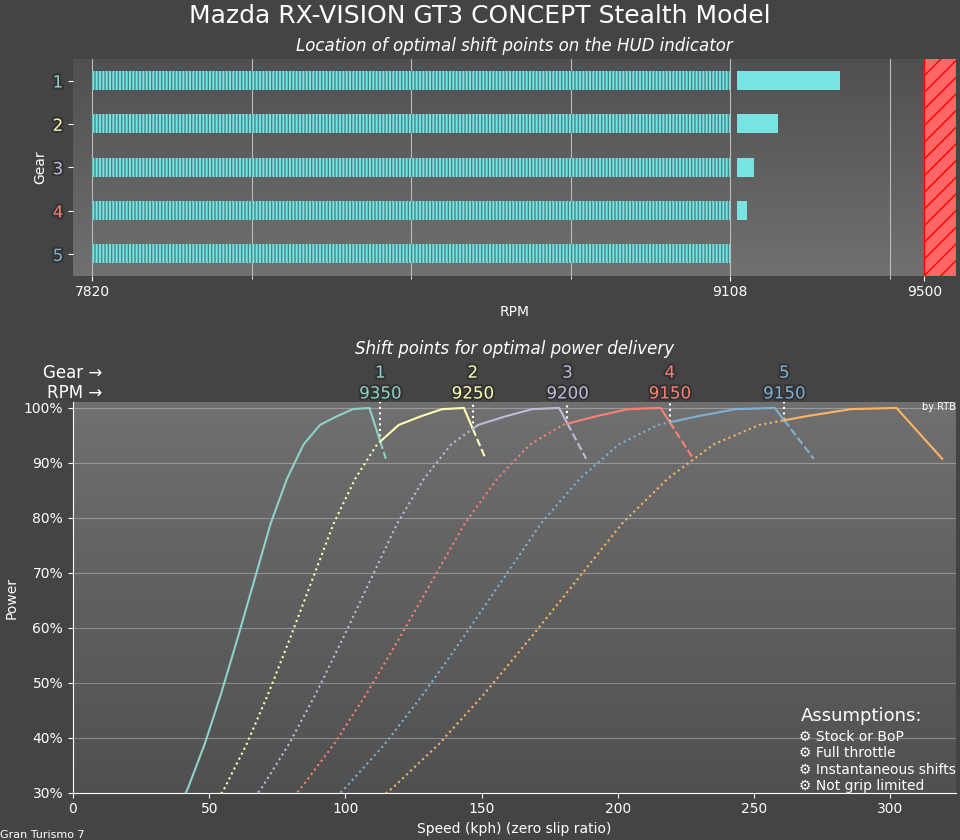 Mazda RX-VISION GT3 CONCEPT Stealth Model
Location of optimal shift points on the HUD indicator
Gear
1
2
3
4
5
7820 9108 9500
RPM
Shift points for optimal power delivery
Gear → 1 2 3 4 5
RPM → 9350 9250 9200 9150 9150
by RTB
100%
90%
80%
70%
60%
50%
40%
30%
Power
Assumptions:
⚙ Stock or BoP
⚙ Full throttle
⚙ Instantaneous shifts
⚙ Not grip limited
0 50 100 150 200 250 300
Speed (kph) (zero slip ratio)
Gran Turismo 7